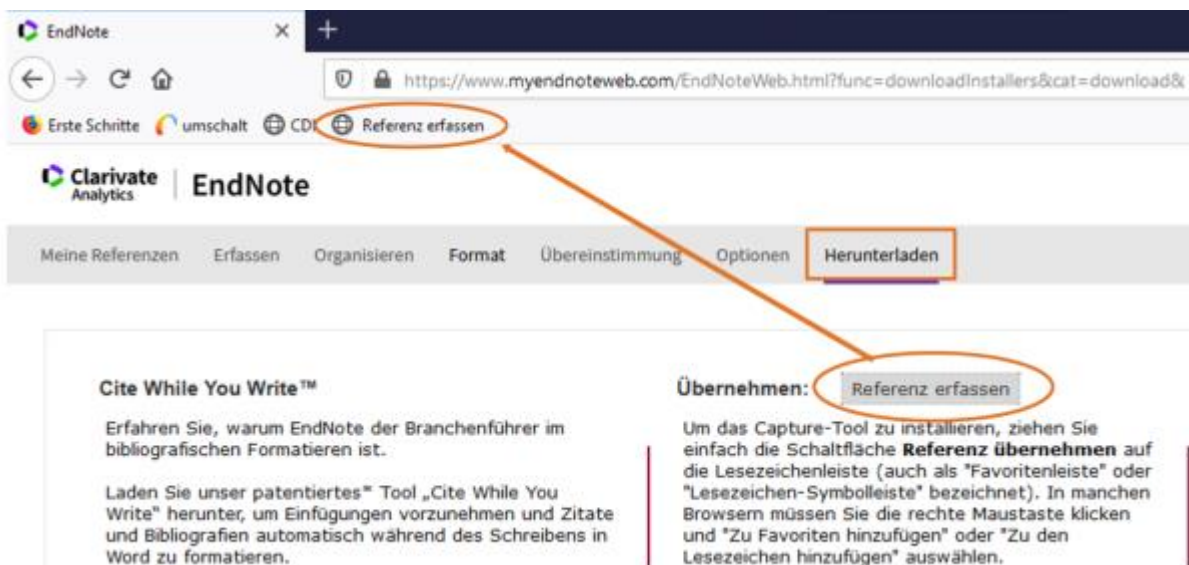 EndNote
https://www.myendnoteweb.com/EndNoteWeb.html?func=downloadInstallers&cat=download&
Erste Schritte umschalt CDI Referenz erfassen
Clarivate
Analytics
EndNote
Meine Referenzen Erfassen Organisieren Format Übereinstimmung Optionen Herunterladen
Cite While You Write™
Erfahren Sie, warum EndNote der Branchenführer im
bibliografischen Formatieren ist.
Laden Sie unser patentiertes* Tool „Cite While You
Write" herunter, um Einfügungen vorzunehmen und Zitate
und Bibliografien automatisch während des Schreibens in
Word zu formatieren.
Übernehmen: Referenz erfassen
Um das Capture-Tool zu installieren, ziehen Sie
einfach die Schaltfläche Referenz übernehmen auf
die Lesezeichenleiste (auch als "Favoritenleiste" oder
"Lesezeichen-Symbolleiste" bezeichnet). In manchen
Browsern müssen Sie die rechte Maustaste klicken
und "Zu Favoriten hinzufügen" oder "Zu den
Lesezeichen hinzufügen" auswählen.